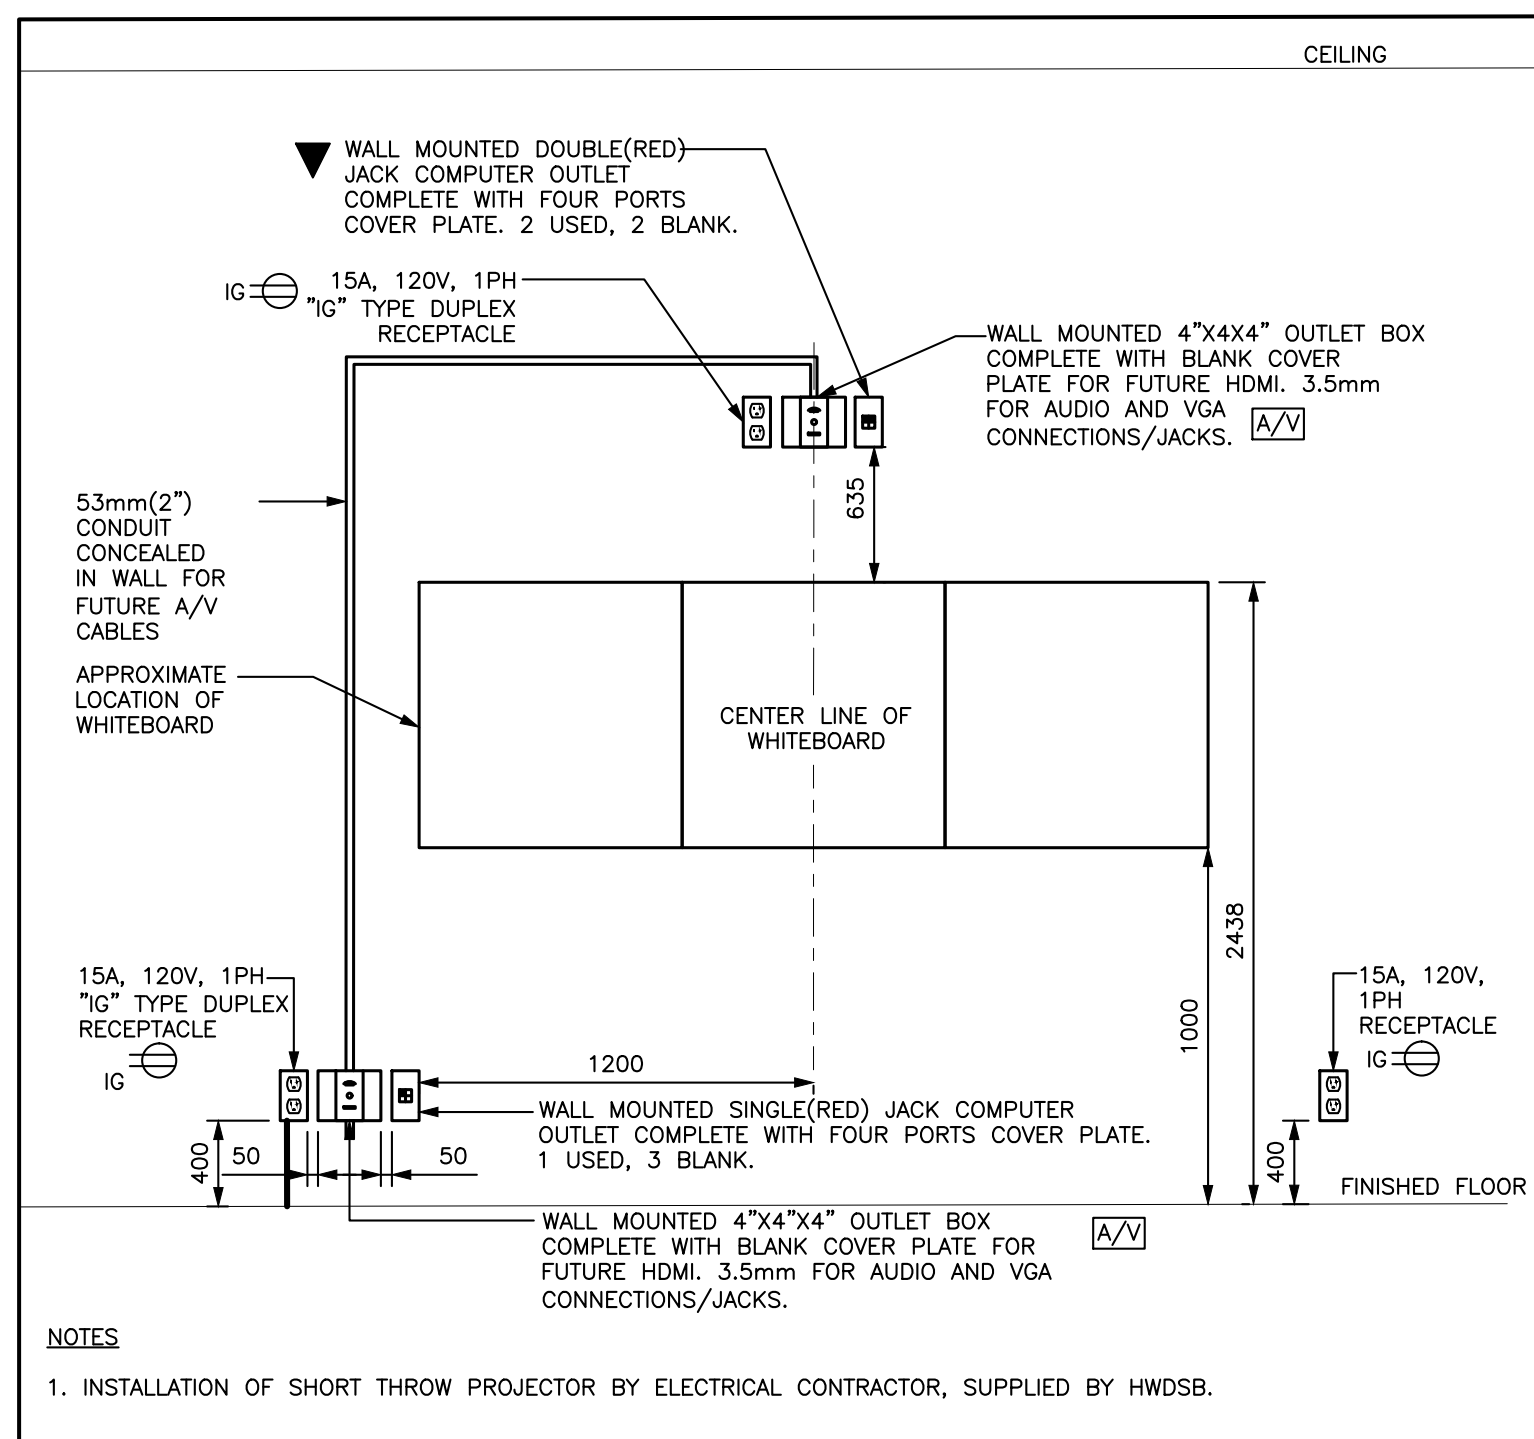 CEILING
WALL MOUNTED DOUBLE(RED)
JACK COMPUTER OUTLET
COMPLETE WITH FOUR PORTS
COVER PLATE. 2 USED, 2 BLANK.
IG
15A, 120V, 1PH
"IG" TYPE DUPLEX
RECEPTACLE
WALL MOUNTED 4"X4X4" OUTLET BOX
COMPLETE WITH BLANK COVER
PLATE FOR FUTURE HDMI. 3.5mm
FOR AUDIO AND VGA
CONNECTIONS/JACKS.
A/V
635
53mm(2")
CONDUIT
CONCEALED
IN WALL FOR
FUTURE A/V
CABLES
APPROXIMATE
LOCATION OF
WHITEBOARD
CENTER LINE OF
WHITEBOARD
2438
1000
15A, 120V, 1PH
"IG" TYPE DUPLEX
RECEPTACLE
IG
15A, 120V,
1PH
RECEPTACLE
IG
1200
WALL MOUNTED SINGLE(RED) JACK COMPUTER
OUTLET COMPLETE WITH FOUR PORTS COVER PLATE.
1 USED, 3 BLANK.
400
50
50
400
FINISHED FLOOR
WALL MOUNTED 4"X4"X4" OUTLET BOX
COMPLETE WITH BLANK COVER PLATE FOR
FUTURE HDMI. 3.5mm FOR AUDIO AND VGA
CONNECTIONS/JACKS.
A/V
NOTES
1. INSTALLATION OF SHORT THROW PROJECTOR BY ELECTRICAL CONTRACTOR, SUPPLIED BY HWDSB.